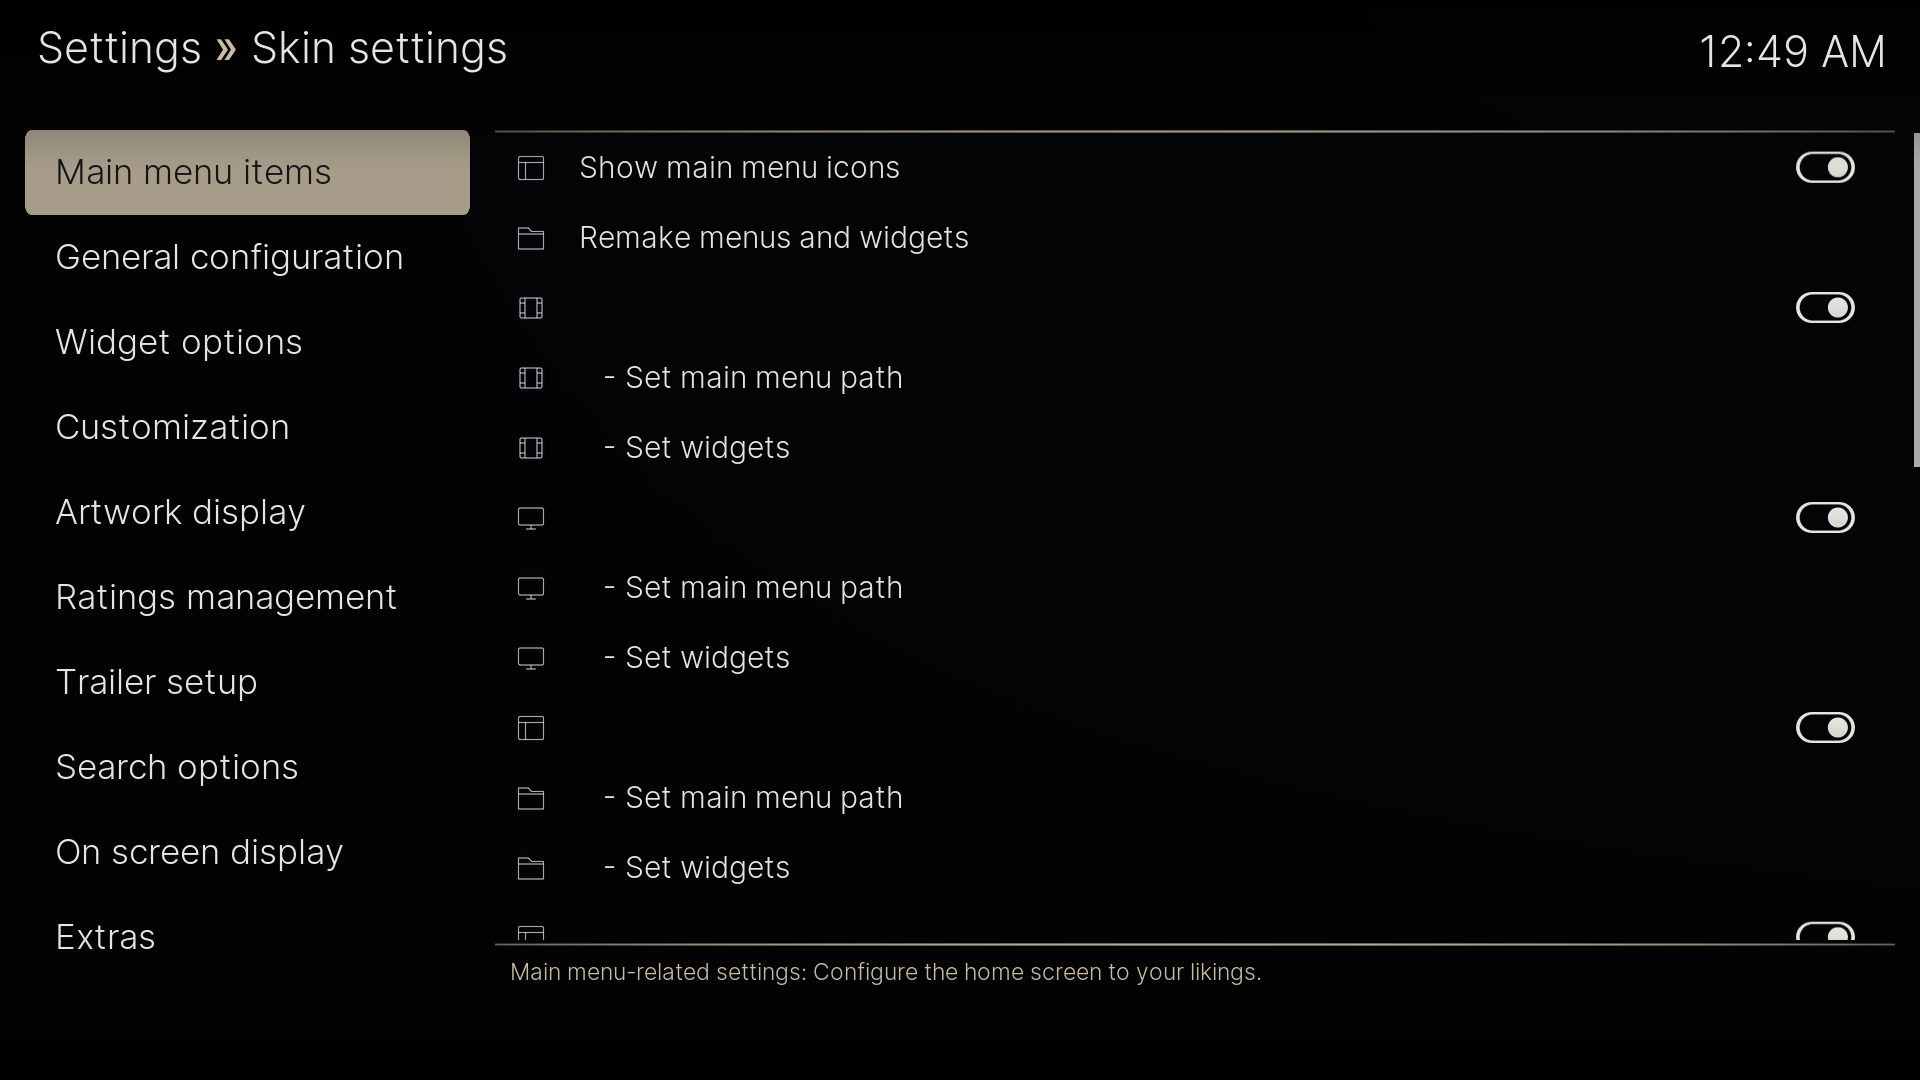 Settings » Skin settings
12:49 AM
Main menu items
General configuration
Widget options
Customization
Artwork display
Ratings management
Trailer setup
Search options
On screen display
Extras
Show main menu icons
Remake menus and widgets
- Set main menu path
- Set widgets
- Set main menu path
- Set widgets
- Set main menu path
- Set widgets
Main menu-related settings: Configure the home screen to your likings.